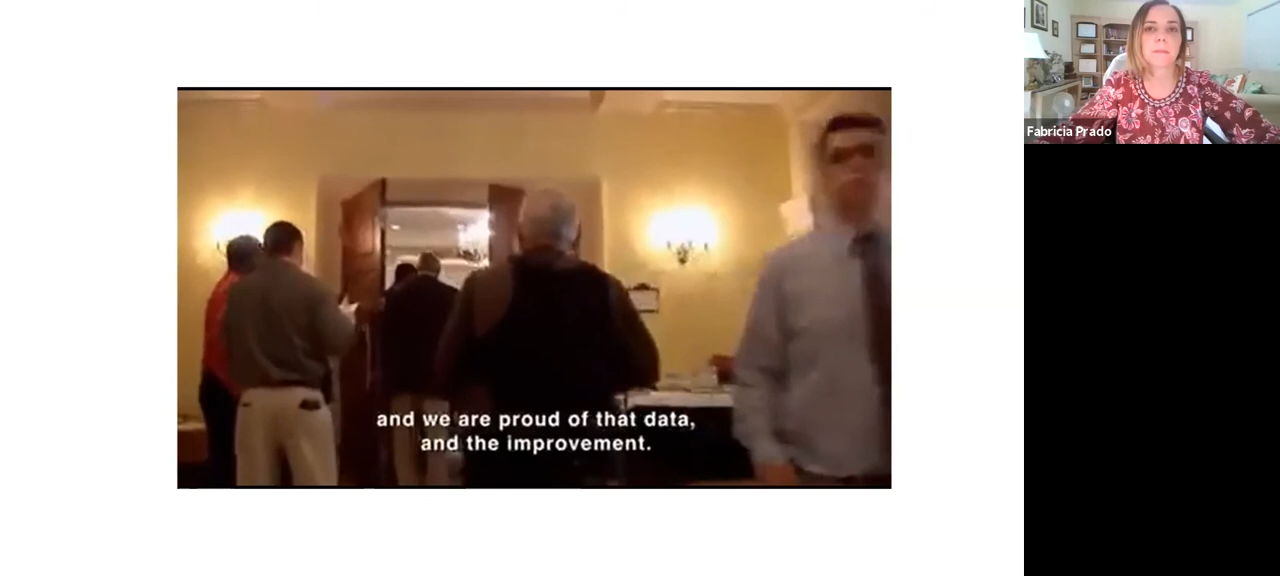 and we are proud of that data,
and the improvement.
Fabricia Prado